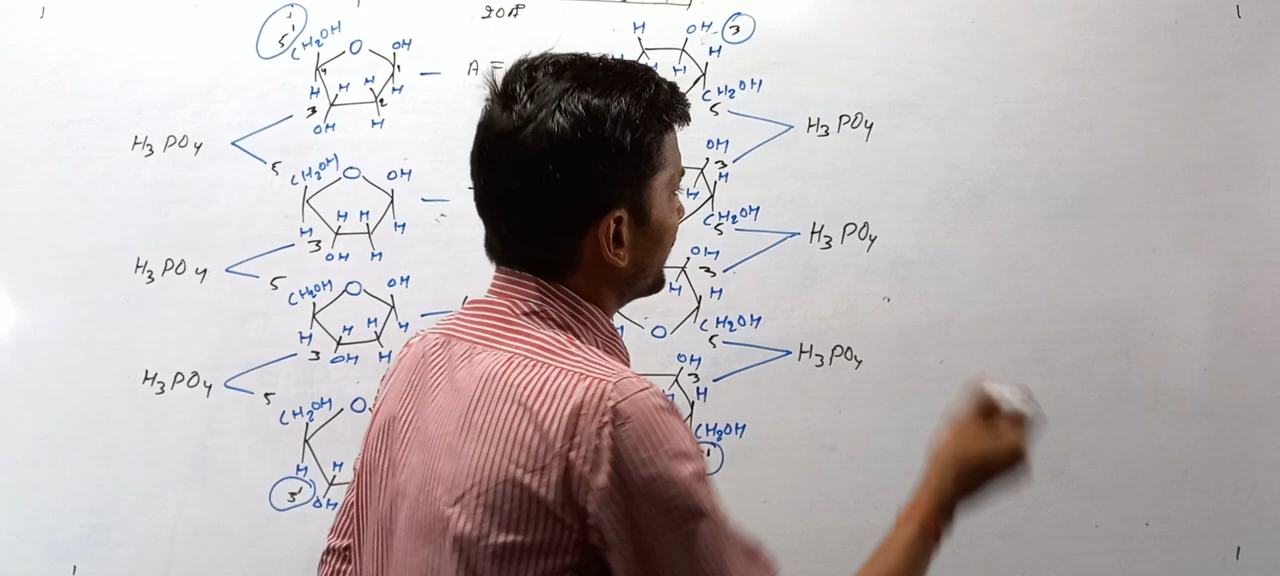 20A°
5' CH2OH O OH H OH 3
4 1 H
H H H H A = H
3 2 CH2OH
OH H 5
H3PO4 H3PO4
5 CH2OH O OH OH 3
H H H
H H H CH2OH
3 OH H 5
H3PO4 H3PO4
5 CH2OH O OH OH 3
H H H H H H
3 OH H O CH2OH
5
H3PO4 H3PO4
5 OH 3
CH2OH O H H
CH2OH
H H
3' OH